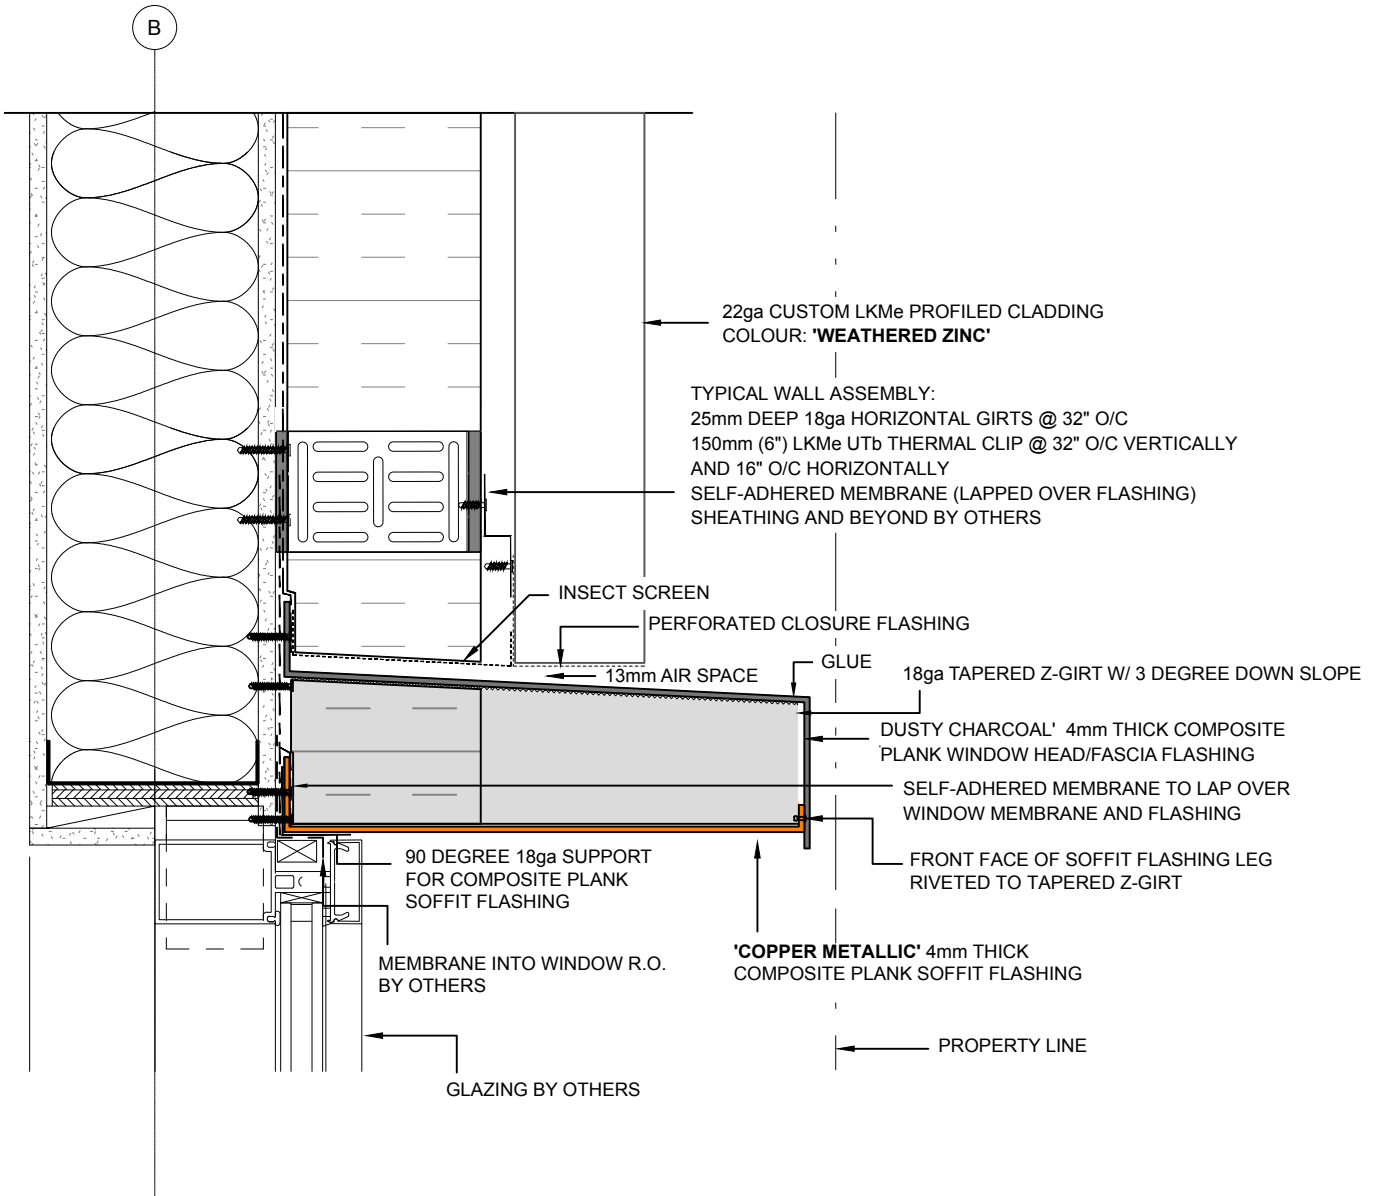 B
22ga CUSTOM LKMe PROFILED CLADDING
COLOUR: 'WEATHERED ZINC'
TYPICAL WALL ASSEMBLY:
25mm DEEP 18ga HORIZONTAL GIRTS @ 32" O/C
150mm (6") LKMe UTb THERMAL CLIP @ 32" O/C VERTICALLY
AND 16" O/C HORIZONTALLY
SELF-ADHERED MEMBRANE (LAPPED OVER FLASHING)
SHEATHING AND BEYOND BY OTHERS
INSECT SCREEN
PERFORATED CLOSURE FLASHING
GLUE
13mm AIR SPACE
18ga TAPERED Z-GIRT W/ 3 DEGREE DOWN SLOPE
DUSTY CHARCOAL' 4mm THICK COMPOSITE
PLANK WINDOW HEAD/FASCIA FLASHING
SELF-ADHERED MEMBRANE TO LAP OVER
WINDOW MEMBRANE AND FLASHING
90 DEGREE 18ga SUPPORT
FOR COMPOSITE PLANK
SOFFIT FLASHING
FRONT FACE OF SOFFIT FLASHING LEG
RIVETED TO TAPERED Z-GIRT
MEMBRANE INTO WINDOW R.O.
BY OTHERS
'COPPER METALLIC' 4mm THICK
COMPOSITE PLANK SOFFIT FLASHING
PROPERTY LINE
GLAZING BY OTHERS